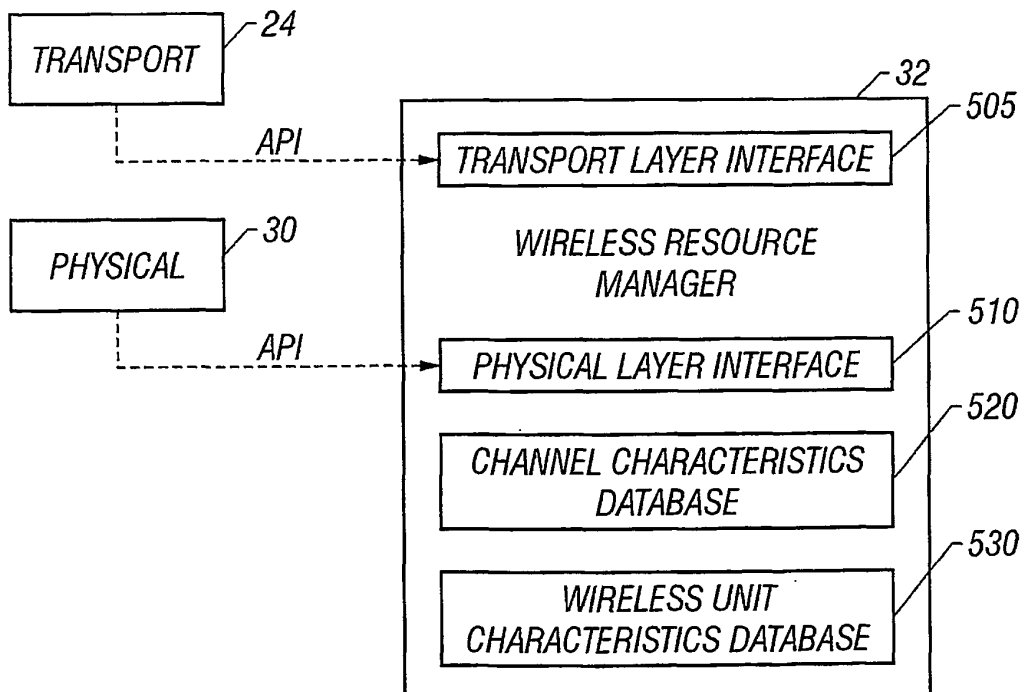 TRANSPORT
24
API
PHYSICAL
30
API
32
TRANSPORT LAYER INTERFACE
505
WIRELESS RESOURCE
MANAGER
PHYSICAL LAYER INTERFACE
510
CHANNEL CHARACTERISTICS
DATABASE
520
WIRELESS UNIT
CHARACTERISTICS DATABASE
530